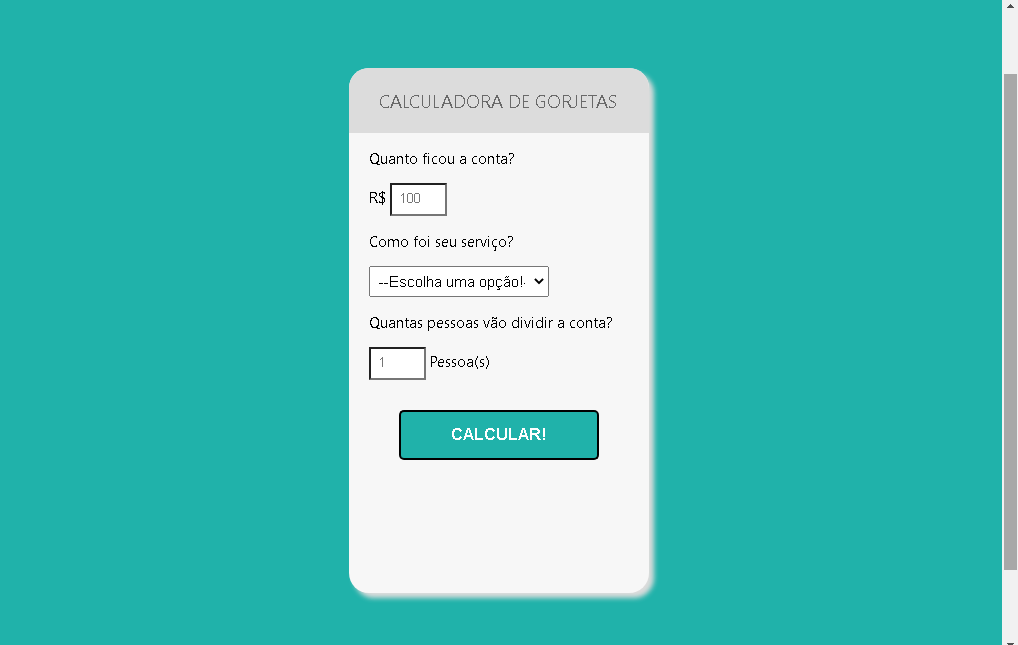 CALCULADORA DE GORJETAS
Quanto ficou a conta?
R$ 100
Como foi seu serviço?
--Escolha uma opção!-
Quantas pessoas vão dividir a conta?
1 Pessoa(s)
CALCULAR!